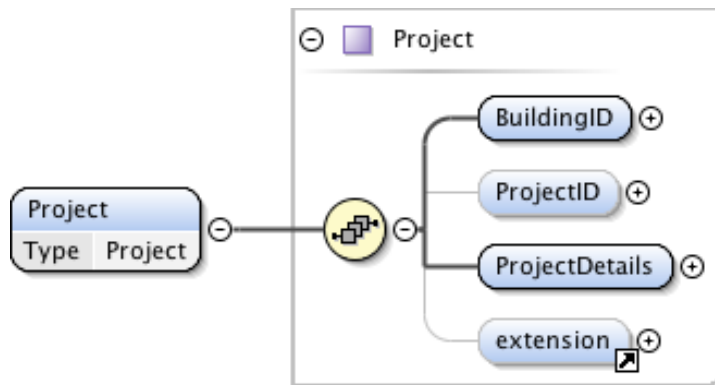 Project
BuildingID
ProjectID
Project
Type Project
ProjectDetails
extension